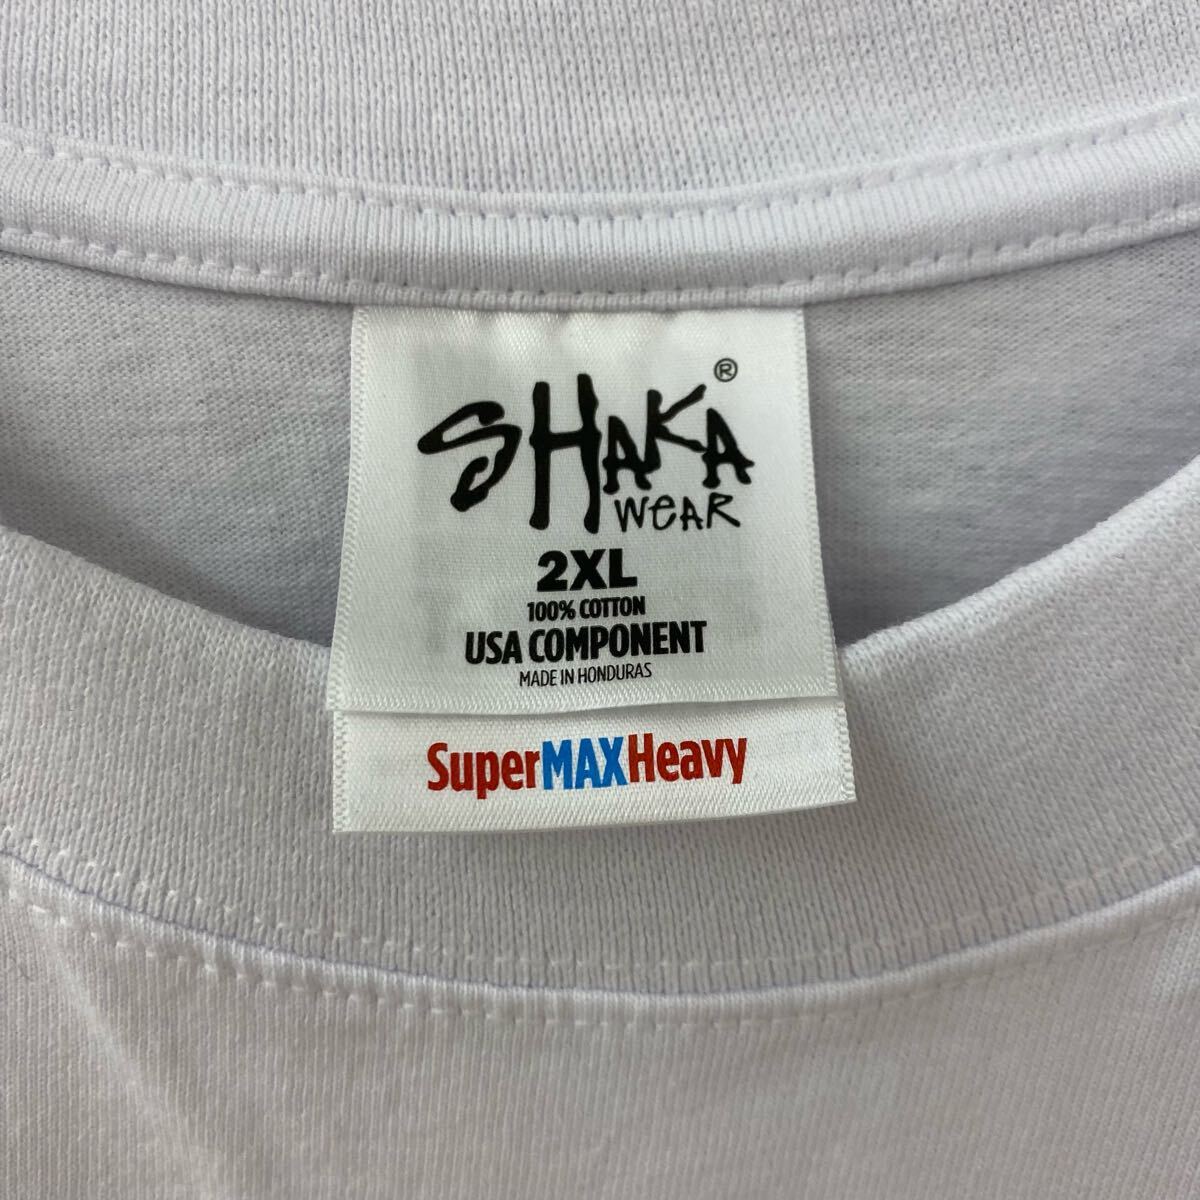 SHAKA ®
WEAR
2XL
100% COTTON
USA COMPONENT
MADE IN HONDURAS
SuperMAXHeavy